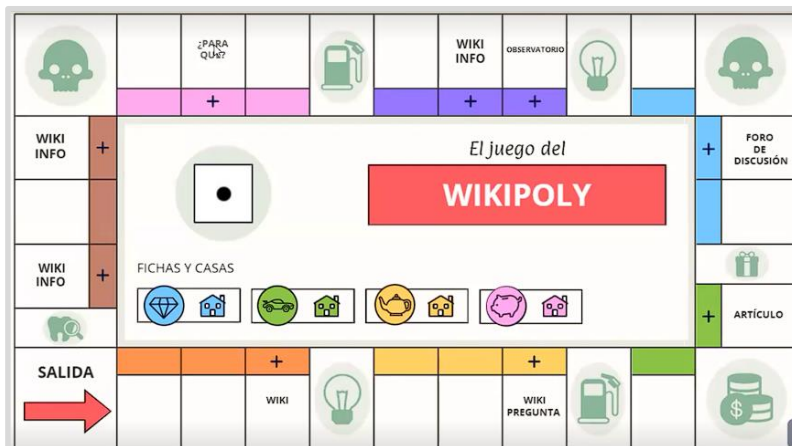 ¿PARA
QUÉ?
WIKI
INFO
OBSERVATORIO
WIKI
INFO
El juego del
FORO
DE
DISCUSIÓN
WIKIPOLY
WIKI
INFO
FICHAS Y CASAS
ARTÍCULO
SALIDA
WIKI
WIKI
PREGUNTA
$